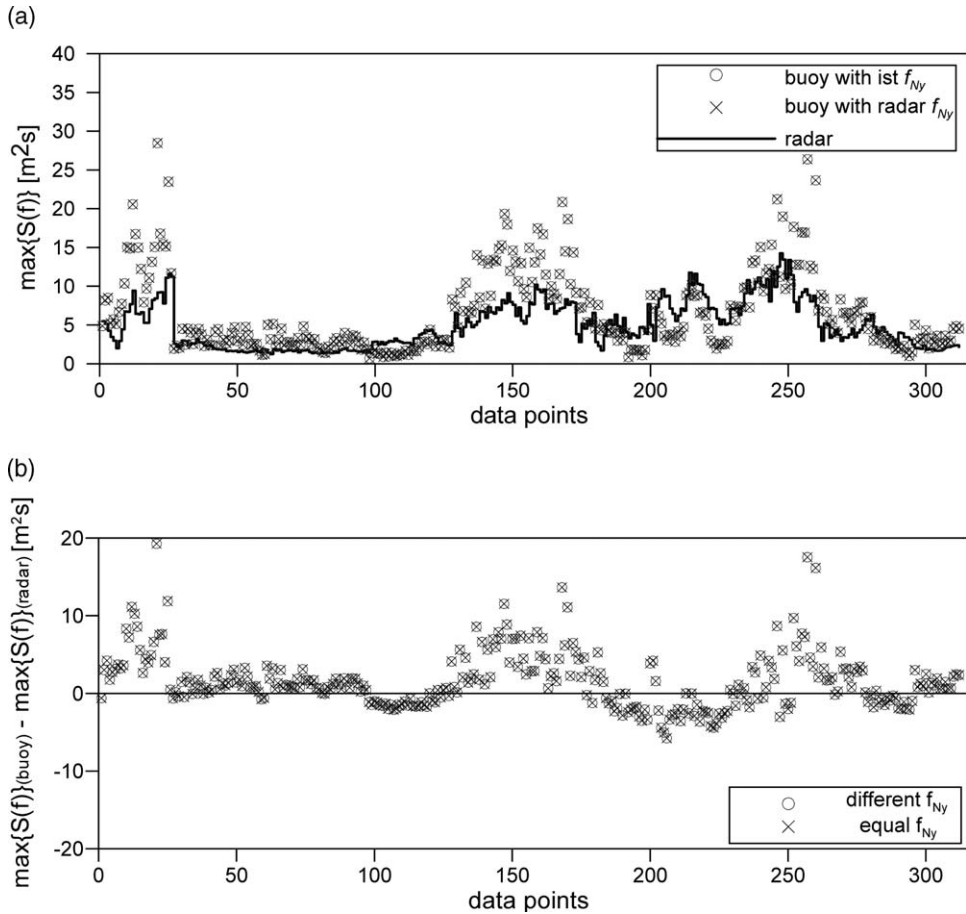 (a)
max{S(f)} [m²s]
40
35
30
25
20
15
10
5
0
buoy with ist f_Ny
buoy with radar f_Ny
radar
0 50 100 150 200 250 300
data points
(b)
max{S(f)}(buoy) - max{S(f)}(radar) [m²s]
20
10
0
-10
-20
different f_Ny
equal f_Ny
0 50 100 150 200 250 300
data points